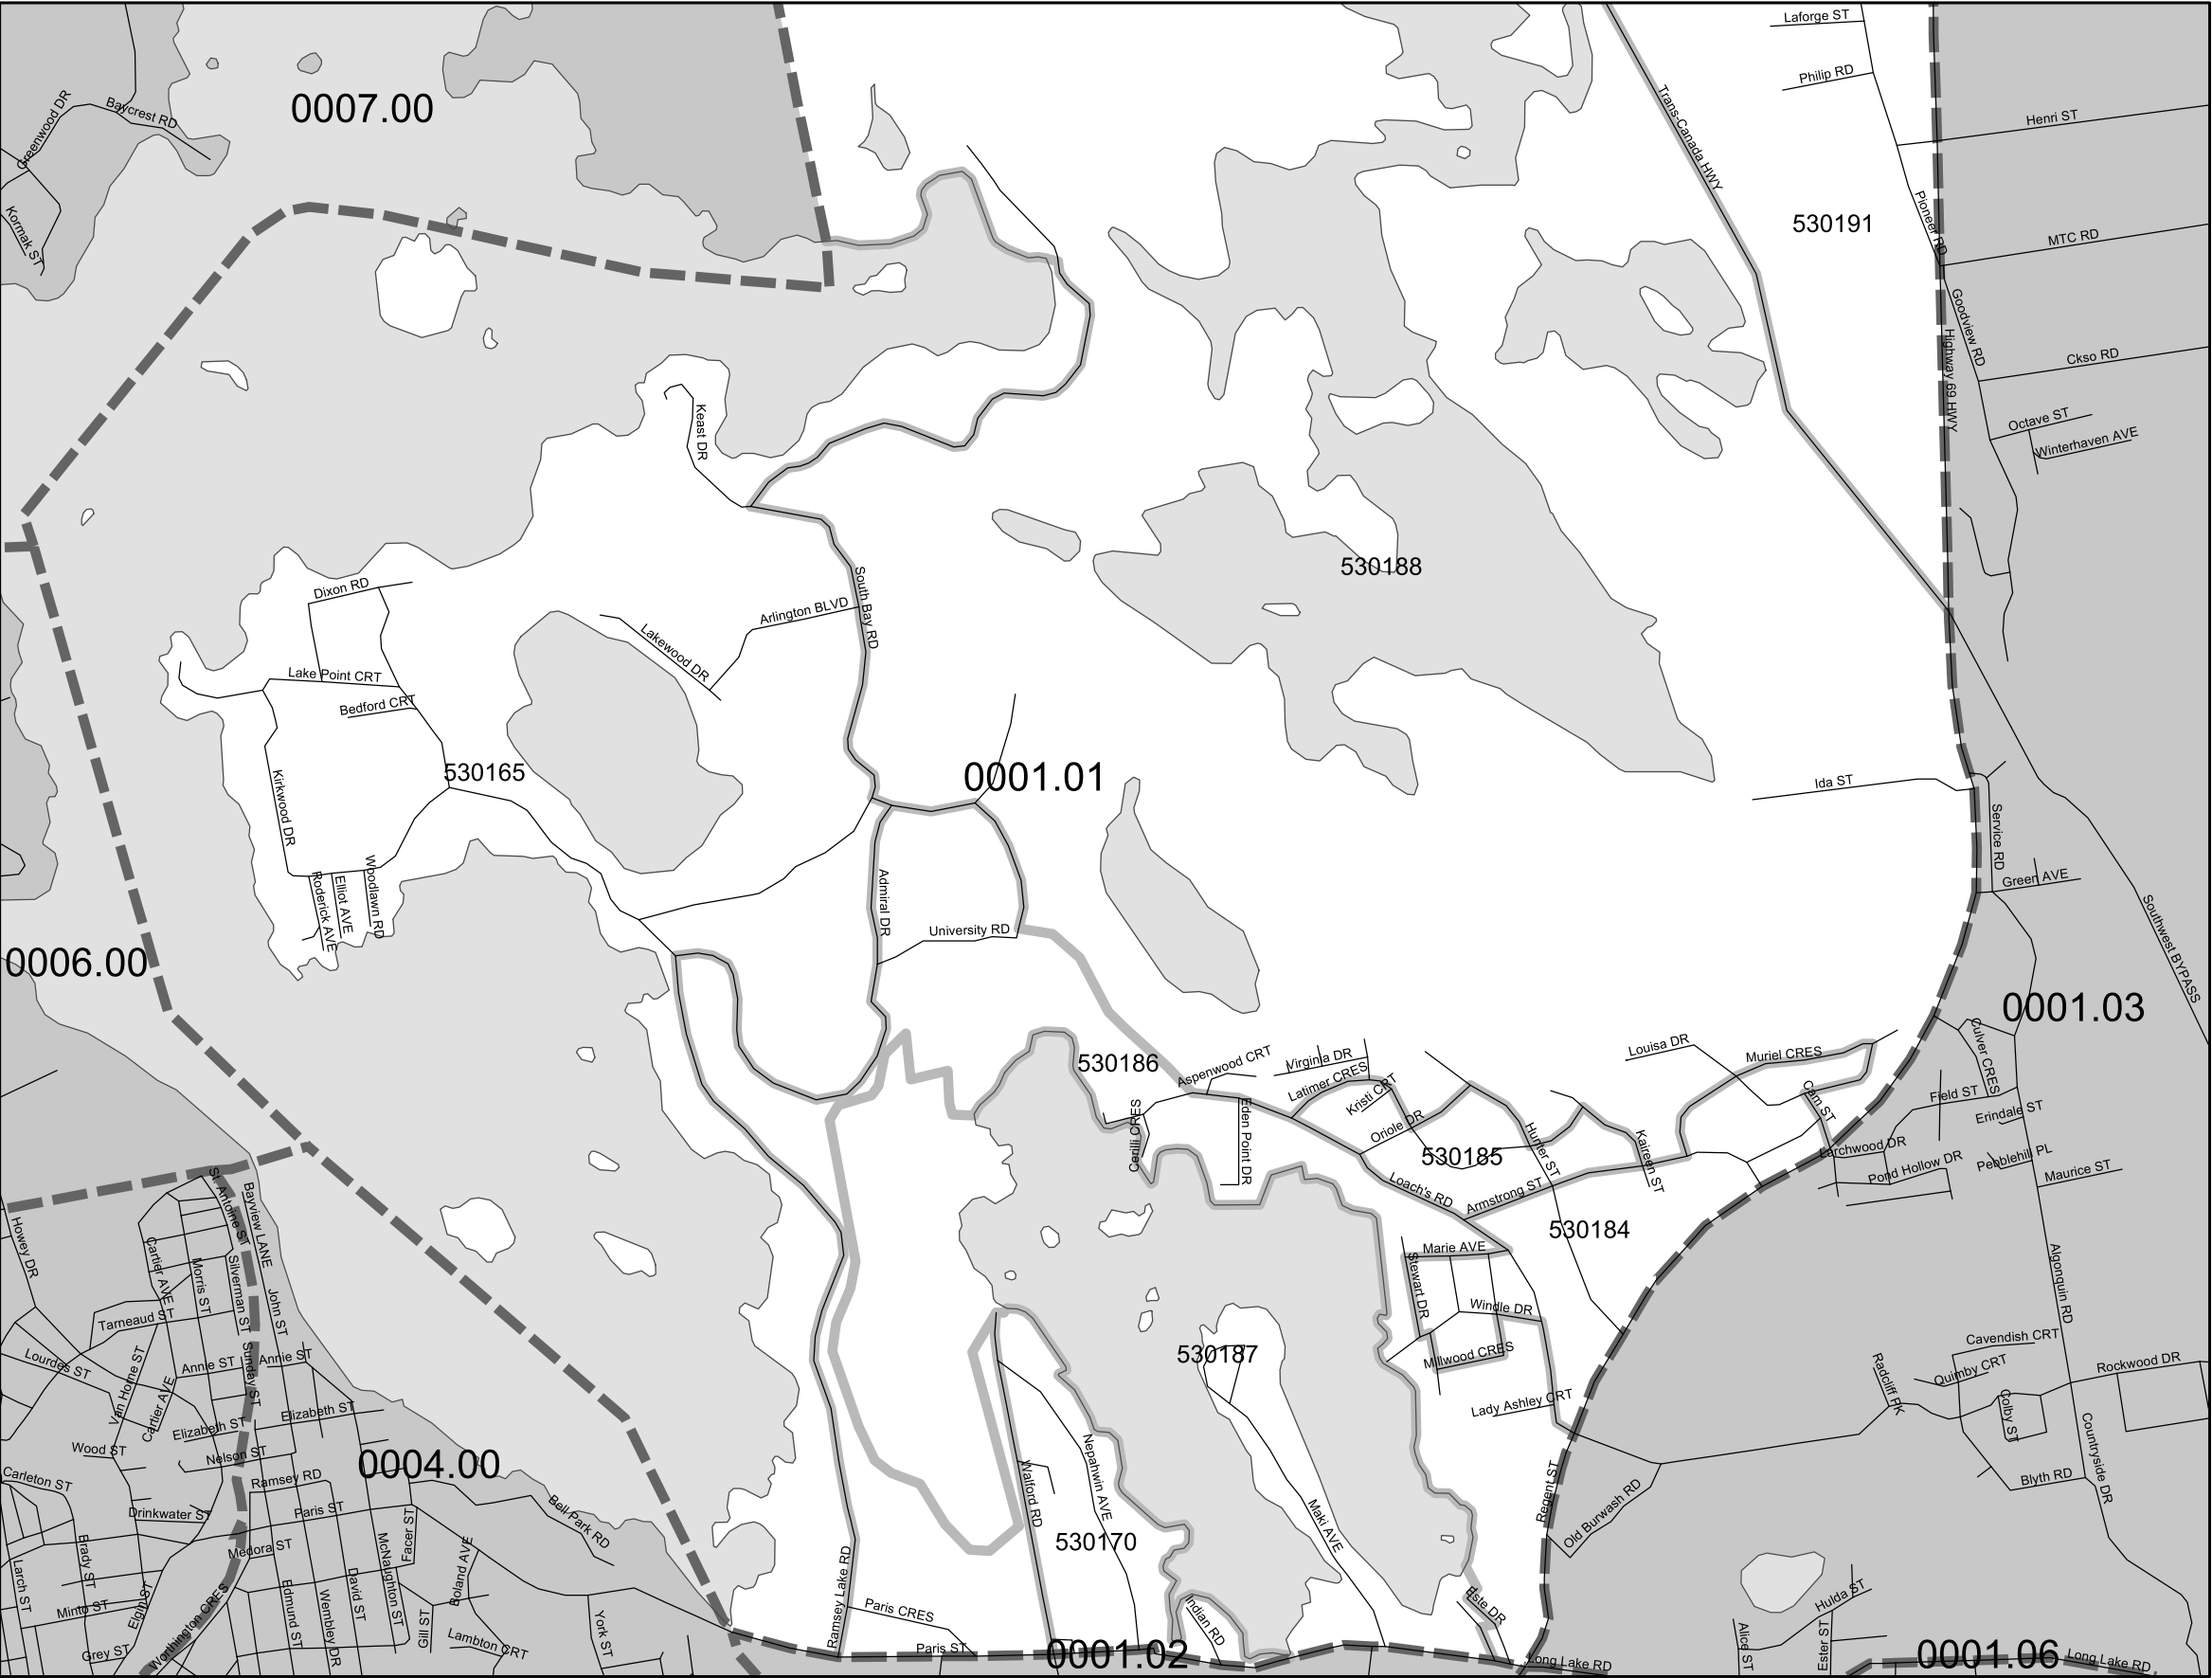 Laforge ST
Philip RD
Trans-Canada HWY
0007.00
Greenwood DR
Baycrest RD
Kormak ST
Henri ST
530191
Pioneer RD
MTC RD
Goodview RD
Highway 69 HWY
Ckso RD
Octave ST
Winterhaven AVE
Keast DR
530188
Dixon RD
South Bay RD
Arlington BLVD
Lakewood DR
Lake Point CRT
Bedford CRT
530165
0001.01
Ida ST
Kirkwood DR
Service RD
Green AVE
Roderick AVE
Elliot AVE
Woodlawn RD
Admiral DR
University RD
Southwest BYPASS
0006.00
0001.03
530186
Aspenwood CRT
Virginia DR
Latimer CRES
Kristi CRT
Louisa DR
Muriel CRES
Culver CRES
Cam ST
Field ST
Erindale ST
Cerilli CRES
Eden Point DR
Oriole DR
530185
Hunter ST
Kaireen ST
Larchwood DR
Pond Hollow DR
Pebblehill PL
Maurice ST
Loach's RD
Armstrong ST
530184
St. Antoine ST
Bayview LANE
Howey DR
Cartier AVE
Morris ST
Silverman ST
John ST
Tarnneaud ST
Marie AVE
Stewart DR
Windle DR
Millwood CRES
Algonquin RD
Lourdes ST
Van Horne ST
Annie ST
Annie ST
Sunday ST
Cartier AVE
530187
Cavendish CRT
Quimby CRT
Rockwood DR
Radcliff PK
Colby ST
Lady Ashley CRT
Elizabeth ST
Elizabeth ST
Wood ST
Nelson ST
0004.00
Carleton ST
Ramsey RD
Paris ST
Drinkwater ST
Bell Park RD
Nepahwin AVE
Walford RD
Maki AVE
Regent ST
Old Burwash RD
Blyth RD
Countryside DR
530170
Brady ST
Medora ST
McNaughton ST
Facer ST
Boland AVE
Larch ST
Minto ST
Elgin ST
Worthington CRES
Edmund ST
Wembley DR
David ST
Gill ST
Lambton CRT
York ST
Grey ST
Ramsey Lake RD
Paris CRES
Paris ST
0001.02
Indian RD
Este DR
Long Lake RD
Hulda ST
Alice ST
Ester ST
0001.06
Long Lake RD